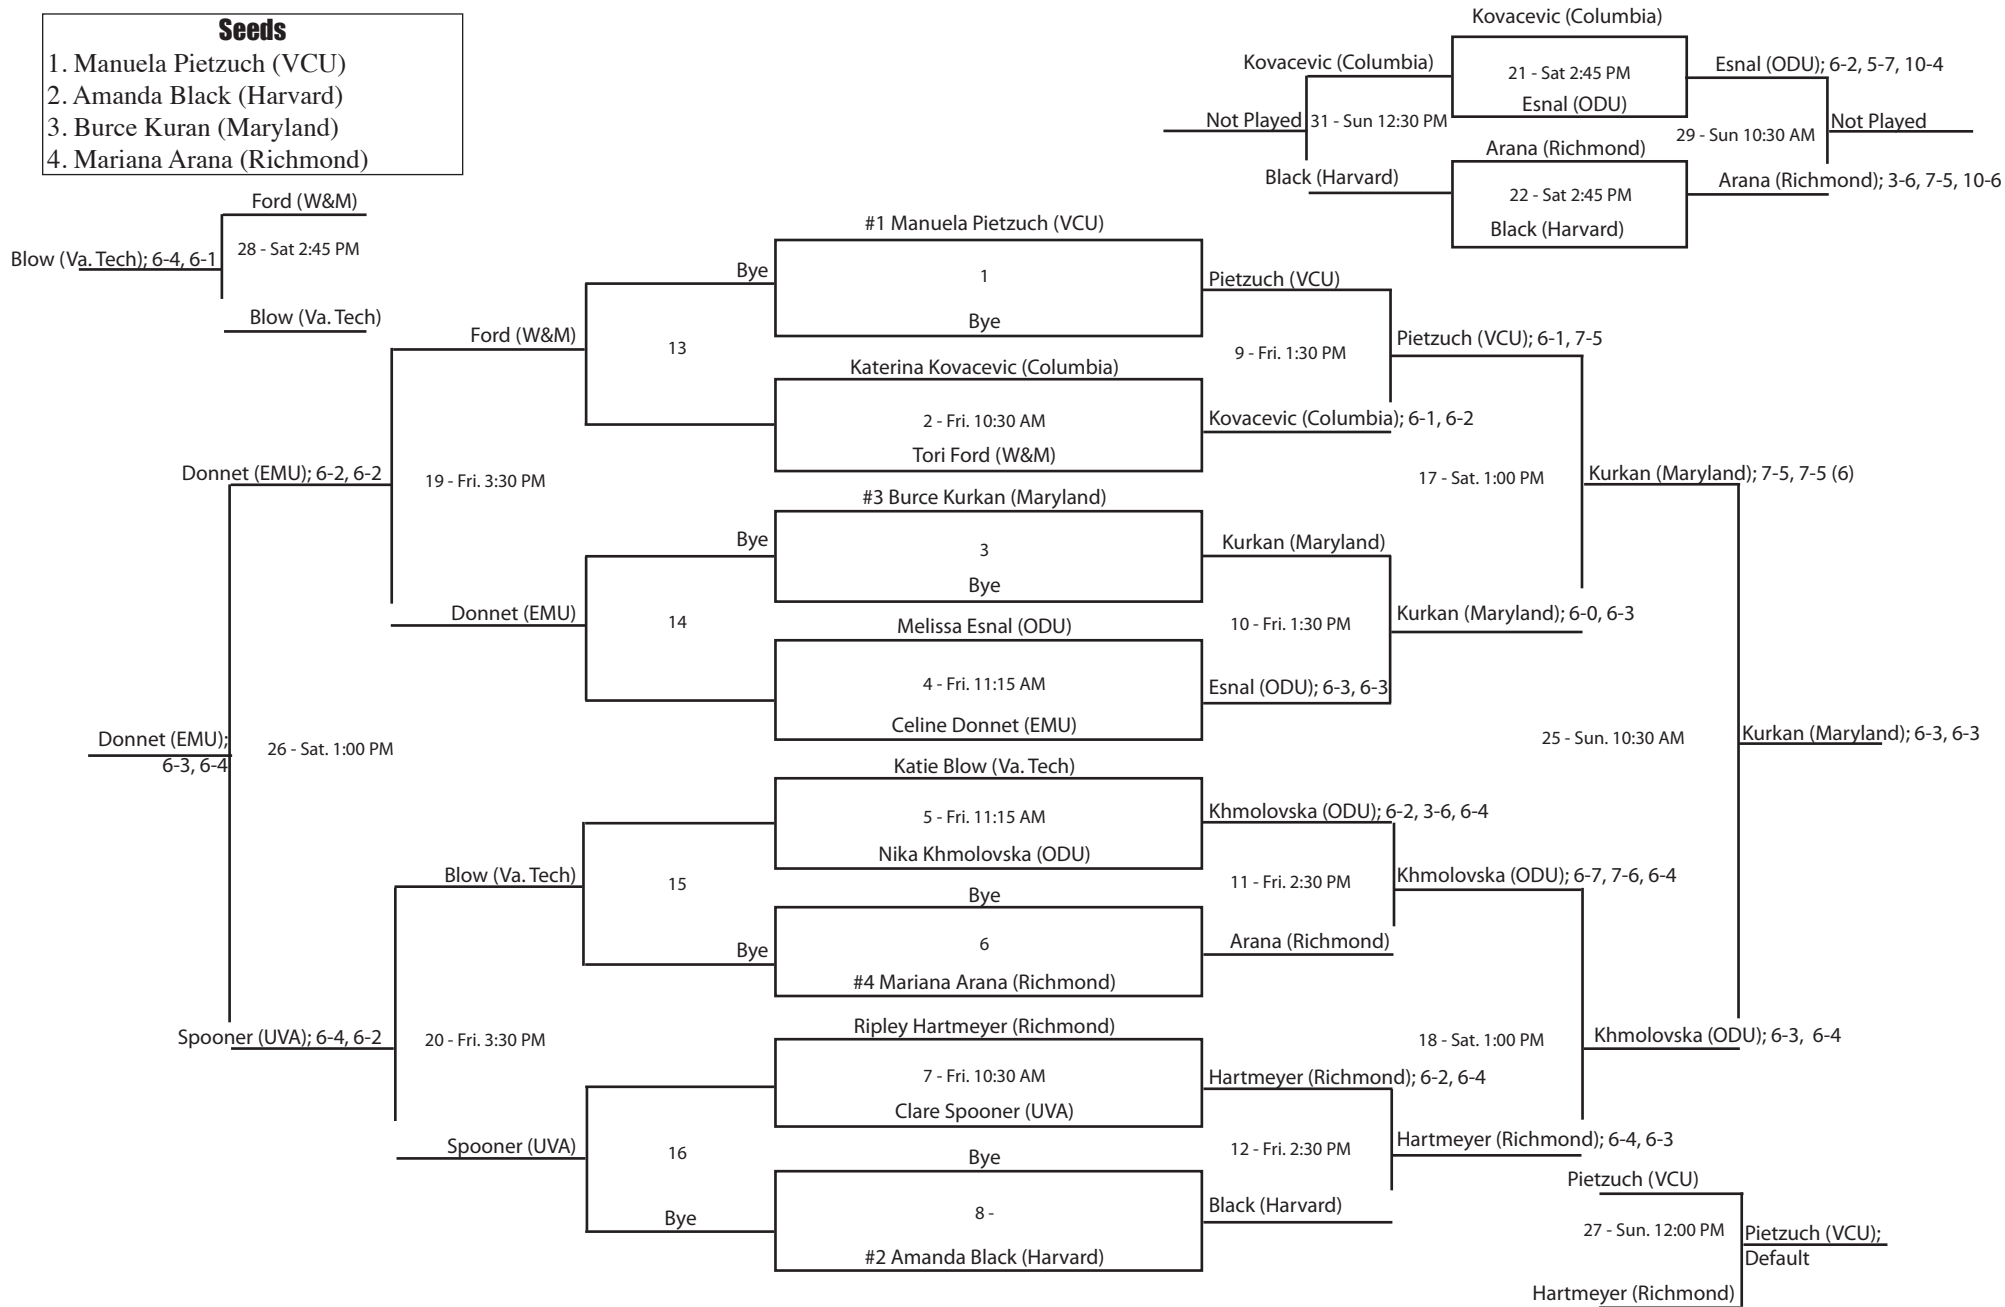 Seeds
1. Manuela Pietzuch (VCU)
2. Amanda Black (Harvard)
3. Burce Kuran (Maryland)
4. Mariana Arana (Richmond)
Kovacevic (Columbia)
Kovacevic (Columbia)
21 - Sat 2:45 PM
Esnal (ODU)
Esnal (ODU); 6-2, 5-7, 10-4
Not Played
31 - Sun 12:30 PM
29 - Sun 10:30 AM
Not Played
Arana (Richmond)
Black (Harvard)
22 - Sat 2:45 PM
Black (Harvard)
Arana (Richmond); 3-6, 7-5, 10-6
Ford (W&M)
Blow (Va. Tech); 6-4, 6-1
28 - Sat 2:45 PM
Blow (Va. Tech)
#1 Manuela Pietzuch (VCU)
Bye
1
Bye
Pietzuch (VCU)
Ford (W&M)
13
9 - Fri. 1:30 PM
Pietzuch (VCU); 6-1, 7-5
Katerina Kovacevic (Columbia)
2 - Fri. 10:30 AM
Tori Ford (W&M)
Kovacevic (Columbia); 6-1, 6-2
Donnet (EMU); 6-2, 6-2
19 - Fri. 3:30 PM
17 - Sat. 1:00 PM
Kurkan (Maryland); 7-5, 7-5 (6)
#3 Burce Kurkan (Maryland)
Bye
3
Bye
Kurkan (Maryland)
Donnet (EMU)
14
10 - Fri. 1:30 PM
Kurkan (Maryland); 6-0, 6-3
Melissa Esnal (ODU)
4 - Fri. 11:15 AM
Celine Donnet (EMU)
Esnal (ODU); 6-3, 6-3
Donnet (EMU);
6-3, 6-4
26 - Sat. 1:00 PM
25 - Sun. 10:30 AM
Kurkan (Maryland); 6-3, 6-3
Katie Blow (Va. Tech)
5 - Fri. 11:15 AM
Nika Khmolovska (ODU)
Khmolovska (ODU); 6-2, 3-6, 6-4
Blow (Va. Tech)
15
11 - Fri. 2:30 PM
Khmolovska (ODU); 6-7, 7-6, 6-4
Bye
Bye
6
#4 Mariana Arana (Richmond)
Arana (Richmond)
Spooner (UVA); 6-4, 6-2
20 - Fri. 3:30 PM
18 - Sat. 1:00 PM
Khmolovska (ODU); 6-3, 6-4
Ripley Hartmeyer (Richmond)
7 - Fri. 10:30 AM
Clare Spooner (UVA)
Hartmeyer (Richmond); 6-2, 6-4
Spooner (UVA)
16
12 - Fri. 2:30 PM
Hartmeyer (Richmond); 6-4, 6-3
Bye
Bye
8 -
#2 Amanda Black (Harvard)
Black (Harvard)
Pietzuch (VCU)
27 - Sun. 12:00 PM
Pietzuch (VCU);
Default
Hartmeyer (Richmond)